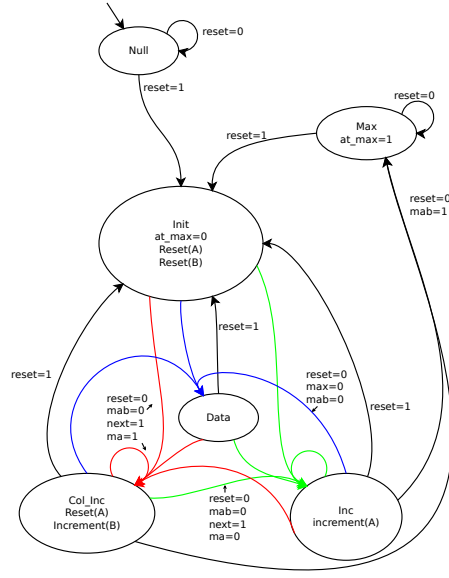 reset=0
Null
reset=1
reset=0
Max
at_max=1
reset=1
reset=0
mab=1
Init
at_max=0
Reset(A)
Reset(B)
reset=1
reset=1
reset=0
mab=0
next=1
ma=1
reset=0
max=0
mab=0
Data
reset=1
Col_Inc
Reset(A)
Increment(B)
reset=0
mab=0
next=1
ma=0
Inc
increment(A)